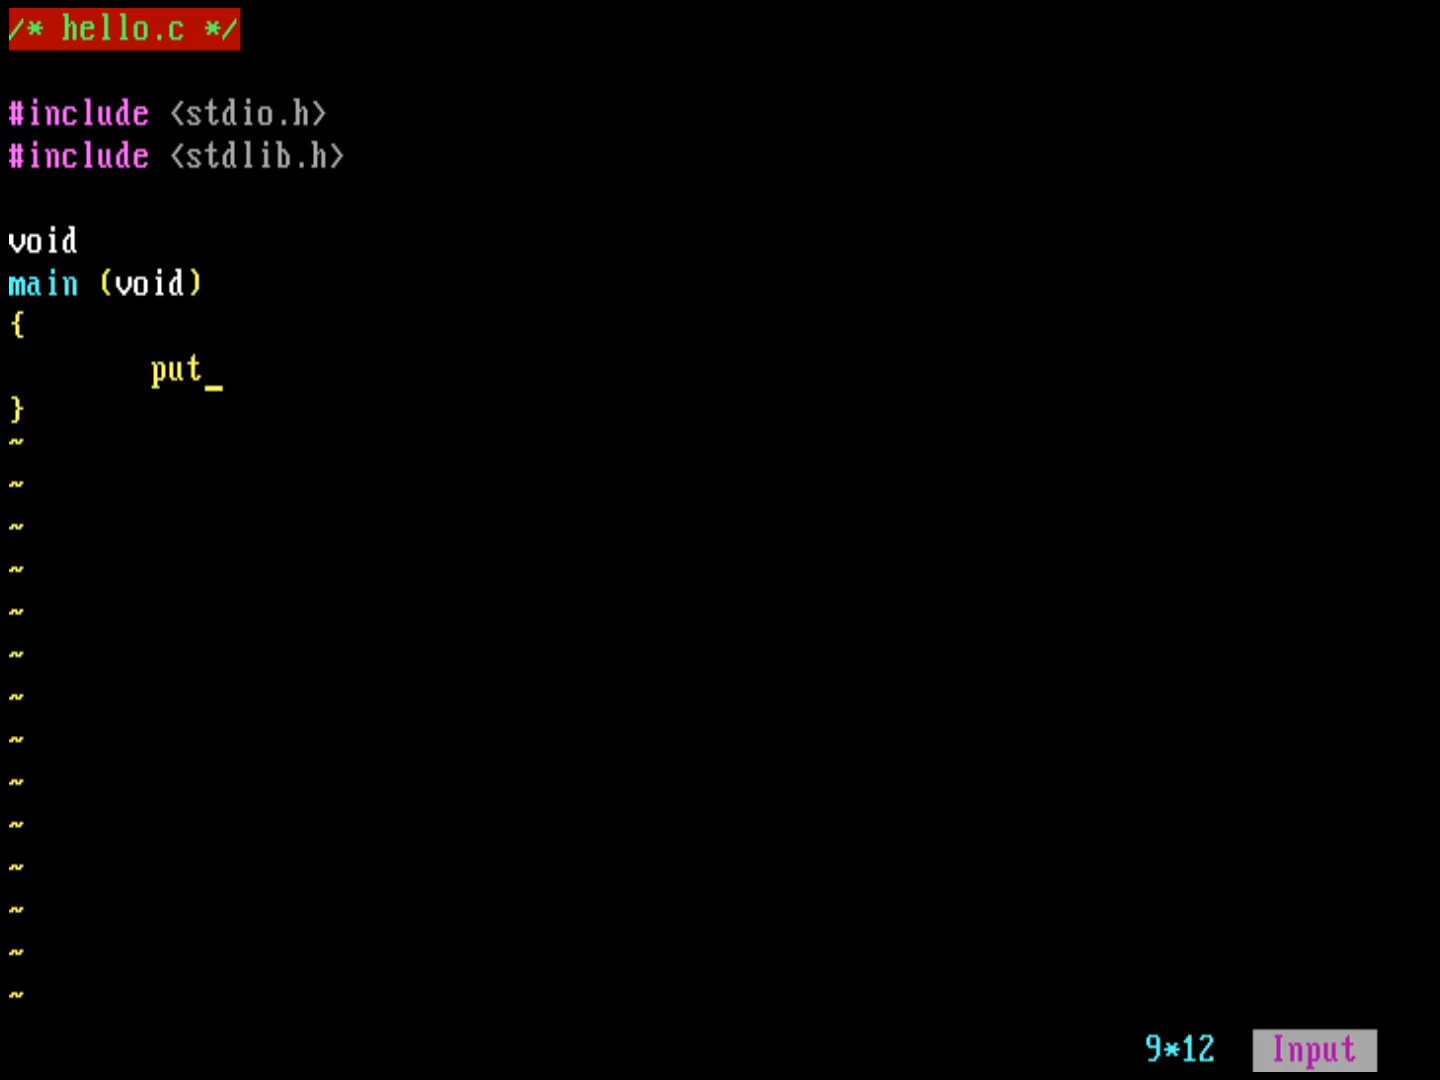 /* hello.c */
#include <stdio.h>
#include <stdlib.h>
void
main (void)
{
        put_
}
~
~
~
~
~
~
~
~
~
~
~
~
~
~
9*12 Input